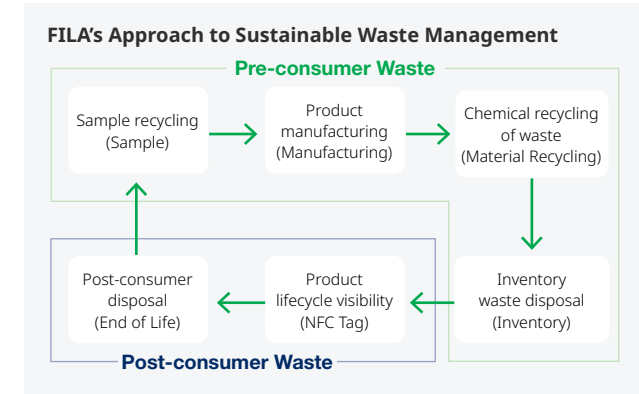 FILA's Approach to Sustainable Waste Management
Pre-consumer Waste
Sample recycling
(Sample)
Product
manufacturing
(Manufacturing)
Chemical recycling
of waste
(Material Recycling)
Post-consumer
disposal
(End of Life)
Product
lifecycle visibility
(NFC Tag)
Inventory
waste disposal
(Inventory)
Post-consumer Waste